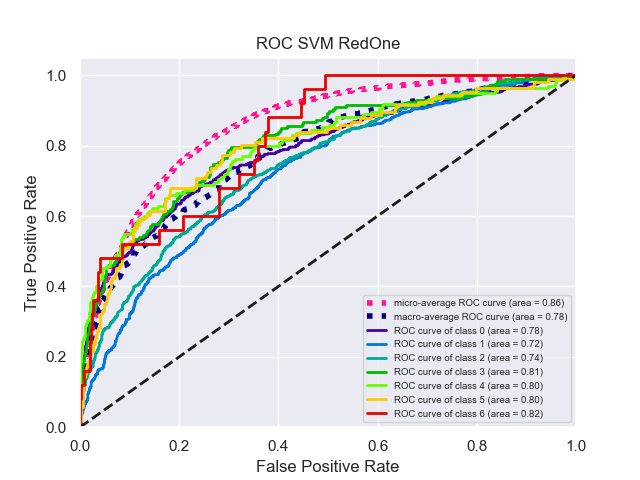 ROC SVM RedOne
1.0
0.8
0.6
0.4
0.2
0.0
True Positive Rate
micro-average ROC curve (area = 0.86)
macro-average ROC curve (area = 0.78)
ROC curve of class 0 (area = 0.78)
ROC curve of class 1 (area = 0.72)
ROC curve of class 2 (area = 0.74)
ROC curve of class 3 (area = 0.81)
ROC curve of class 4 (area = 0.80)
ROC curve of class 5 (area = 0.80)
ROC curve of class 6 (area = 0.82)
0.0 0.2 0.4 0.6 0.8 1.0
False Positive Rate